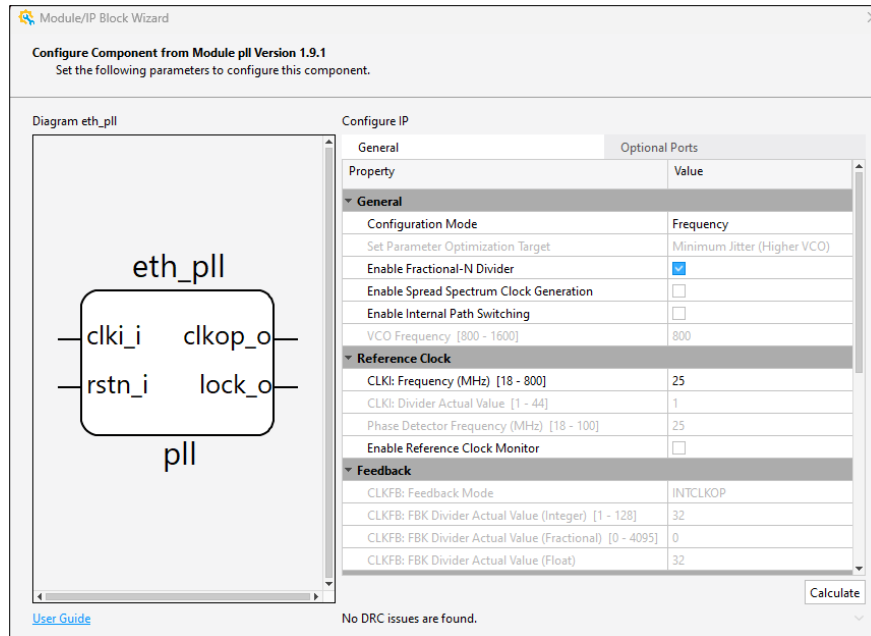 Module/IP Block Wizard
Configure Component from Module pll Version 1.9.1
Set the following parameters to configure this component.
Diagram eth_pll
Configure IP
General
Optional Ports
Property
Value
General
Configuration Mode
Frequency
Set Parameter Optimization Target
Minimum Jitter (Higher VCO)
Enable Fractional-N Divider
Enable Spread Spectrum Clock Generation
Enable Internal Path Switching
VCO Frequency [800 - 1600]
800
Reference Clock
CLKI: Frequency (MHz) [18 - 800]
25
CLKI: Divider Actual Value [1 - 44]
1
Phase Detector Frequency (MHz) [18 - 100]
25
Enable Reference Clock Monitor
Feedback
CLKFB: Feedback Mode
INTCLKOP
CLKFB: FBK Divider Actual Value (Integer) [1 - 128]
32
CLKFB: FBK Divider Actual Value (Fractional) [0 - 4095]
0
CLKFB: FBK Divider Actual Value (Float)
32
eth_pll
clki_i
clkop_o
rstn_i
lock_o
pll
Calculate
User Guide
No DRC issues are found.